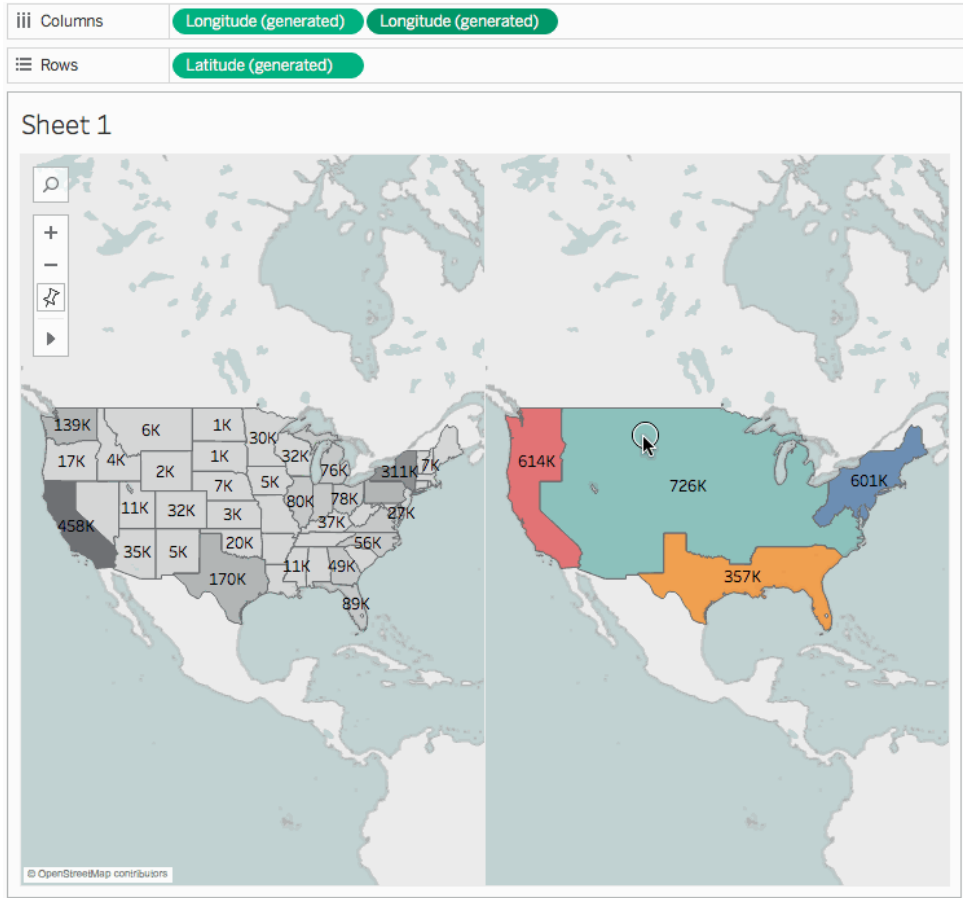 Columns Longitude (generated) Longitude (generated)
Rows Latitude (generated)
Sheet 1
139K 6K 1K 30K
17K 4K 2K 1K 32K 76K 311K 7K
7K 5K
458K 11K 32K 3K 80K 78K 27K
37K
35K 5K 20K 56K
170K 11K 49K
89K
614K 726K 601K
357K
© OpenStreetMap contributors